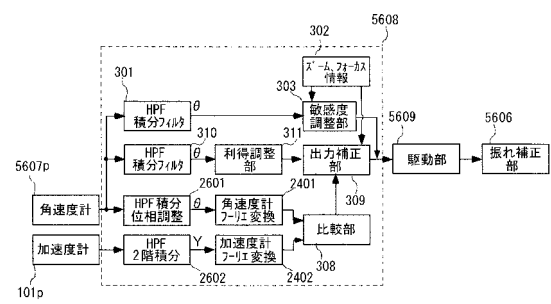 5608
302
ズーム、フォーカス
情報
301
θ
303
HPF
積分フィルタ
敏感度
調整部
310
311
5609
5606
HPF
積分フィルタ
θ
利得調整
部
出力補正
部
駆動部
振れ補正
部
5607p
2601
2401
309
角速度計
HPF積分
位相調整
θ
角速度計
フーリエ変換
比較部
加速度計
HPF
2階積分
Y
加速度計
フーリエ変換
308
101p
2602
2402